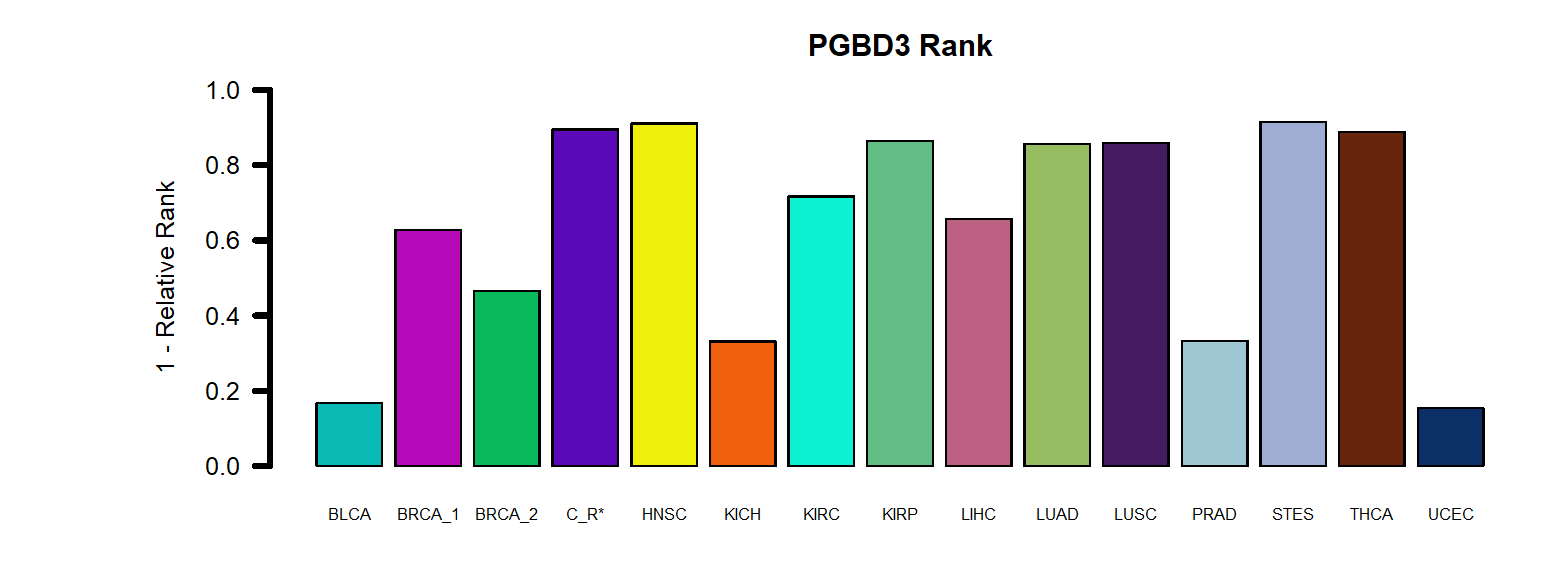 PGBD3 Rank
1 - Relative Rank
1.0
0.8
0.6
0.4
0.2
0.0
BLCA BRCA_1 BRCA_2 C_R* HNSC KICH KIRC KIRP LIHC LUAD LUSC PRAD STES THCA UCEC